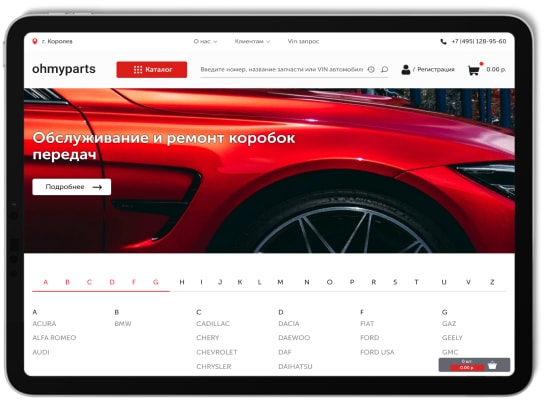 г. Королев
О нас
Клиентам
Vin запрос
+7 (495) 128-95-60
ohmyparts
Каталог
Введите номер, название запчасти или VIN автомобиля
/ Регистрация
0.00 р.
Обслуживание и ремонт коробок
передач
Подробнее
A B C D F G H I J K L M N O P R S T U V Z
A B C D F G
ACURA BMW CADILLAC DACIA FIAT GAZ
ALFA ROMEO CHERY DAEWOO FORD GEELY
AUDI CHEVROLET DAF FORD USA GMC
CHRYSLER DAIHATSU
0 шт.
0.00 р.